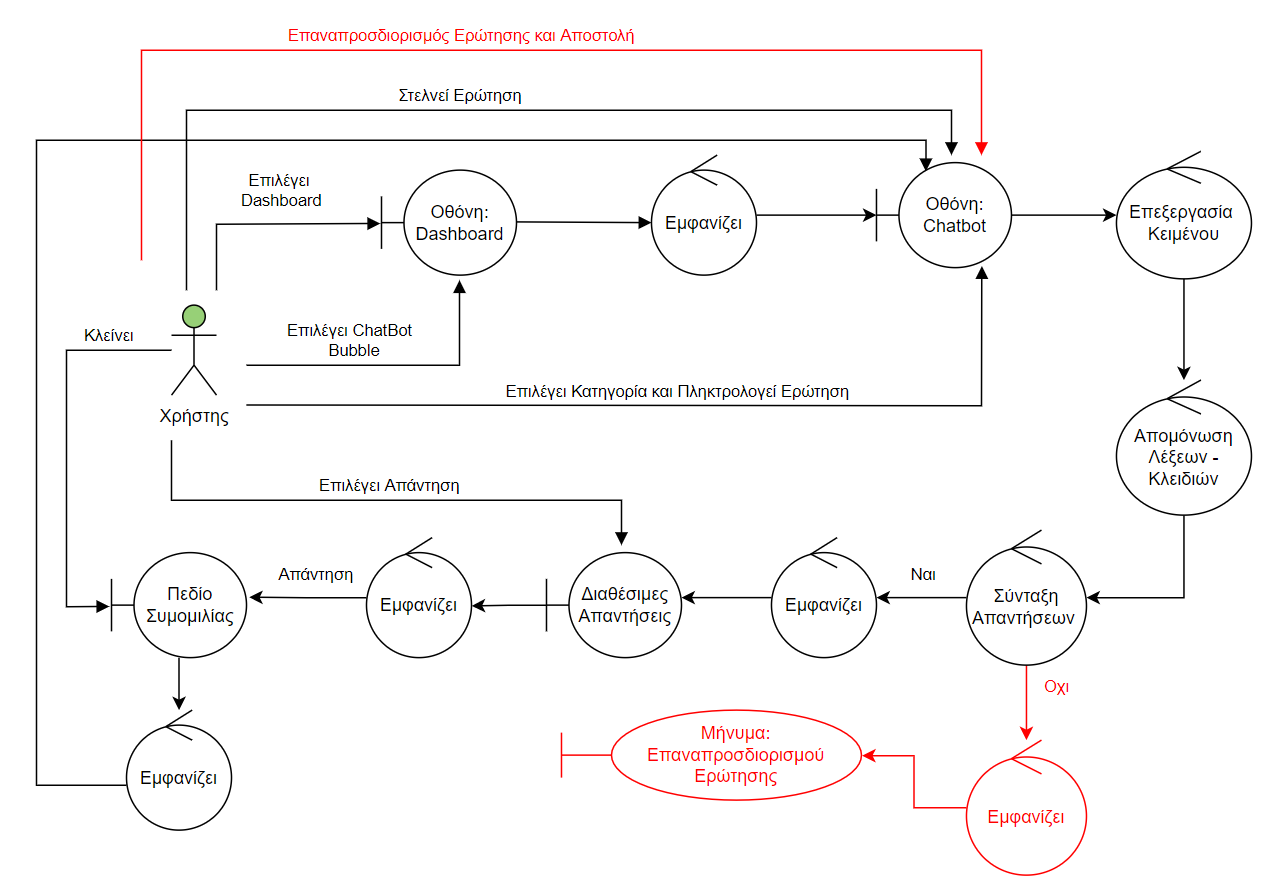 Επαναπροσδιορισμός Ερώτησης και Αποστολή
Στελνεί Ερώτηση
Επιλέγει
Dashboard
Οθόνη:
Dashboard
Εμφανίζει
Οθόνη:
Chatbot
Επεξεργασία
Κειμένου
Κλείνει
Επιλέγει ChatBot
Bubble
Επιλέγει Κατηγορία και Πληκτρολογεί Ερώτηση
Χρήστης
Απομόνωση
Λέξεων -
Κλειδιών
Επιλέγει Απάντηση
Πεδίο
Συμομιλίας
Απάντηση
Εμφανίζει
Διαθέσιμες
Απαντήσεις
Εμφανίζει
Ναι
Σύνταξη
Απαντήσεων
Οχι
Μήνυμα:
Επαναπροσδιορισμού
Ερώτησης
Εμφανίζει
Εμφανίζει